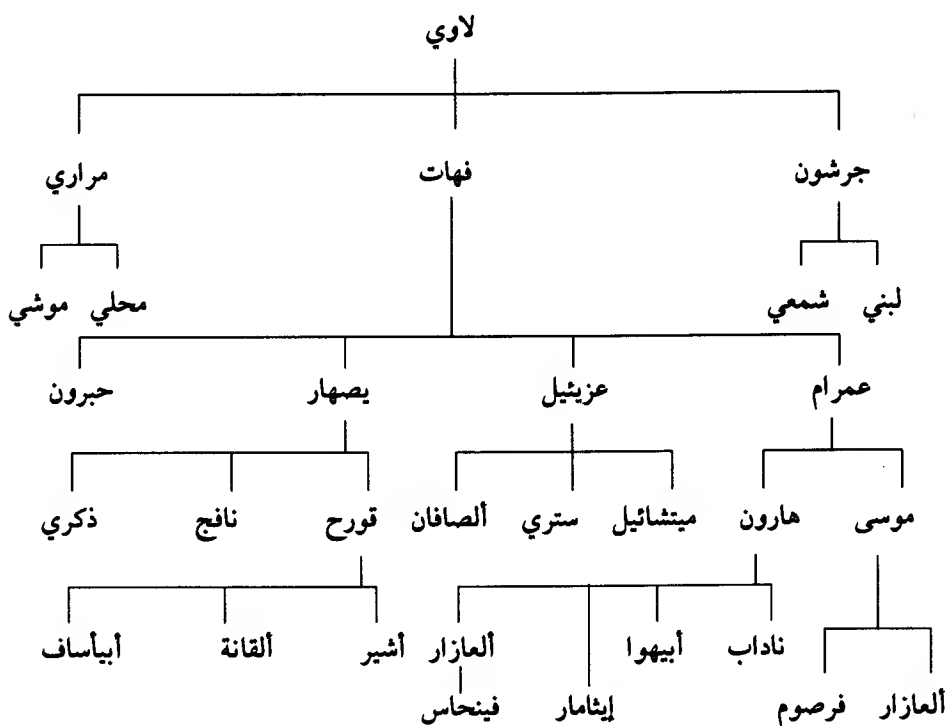 لاوي
جرشون فهات مراري
لبني شمعي محلي موشي
عمرام عزيئيل يصهار حبرون
موسى هارون ميتشائيل ستري ألصافان قورح نافج ذكري
ناداب أبيهوا ألعازار أشير ألقانة أبيأساف
ألعازار فرصوم إيثامار فينحاس